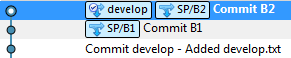 develop SP/B2 Commit B2
SP/B1 Commit B1
Commit develop - Added develop.txt